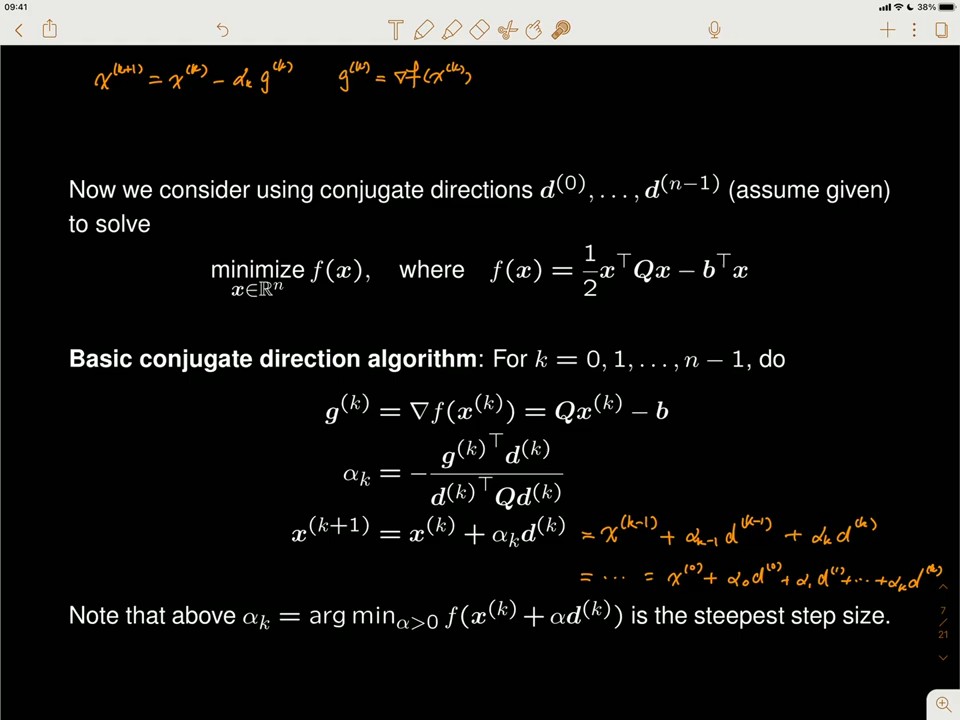 09:41 38%
x^{(k+1)} = x^{(k)} - α_k g^{(k)} g^{(k)} = ∇f(x^{(k)})
Now we consider using conjugate directions d^{(0)}, ..., d^{(n-1)} (assume given)
to solve
minimize_{x∈ℝ^n} f(x), where f(x) = \frac{1}{2} x^⊤Qx - b^⊤x
Basic conjugate direction algorithm: For k = 0, 1, ..., n - 1, do
g^{(k)} = ∇f(x^{(k)}) = Qx^{(k)} - b
α_k = -\frac{g^{(k)⊤} d^{(k)}}{d^{(k)⊤} Q d^{(k)}}
x^{(k+1)} = x^{(k)} + α_k d^{(k)} = x^{(k-1)} + α_{k-1} d^{(k-1)} + α_k d^{(k)}
= ... = x^{(0)} + α_0 d^{(0)} + α_1 d^{(1)} + ... + α_k d^{(k)}
Note that above α_k = arg min_{α>0} f(x^{(k)} + αd^{(k)}) is the steepest step size.
7
/
21